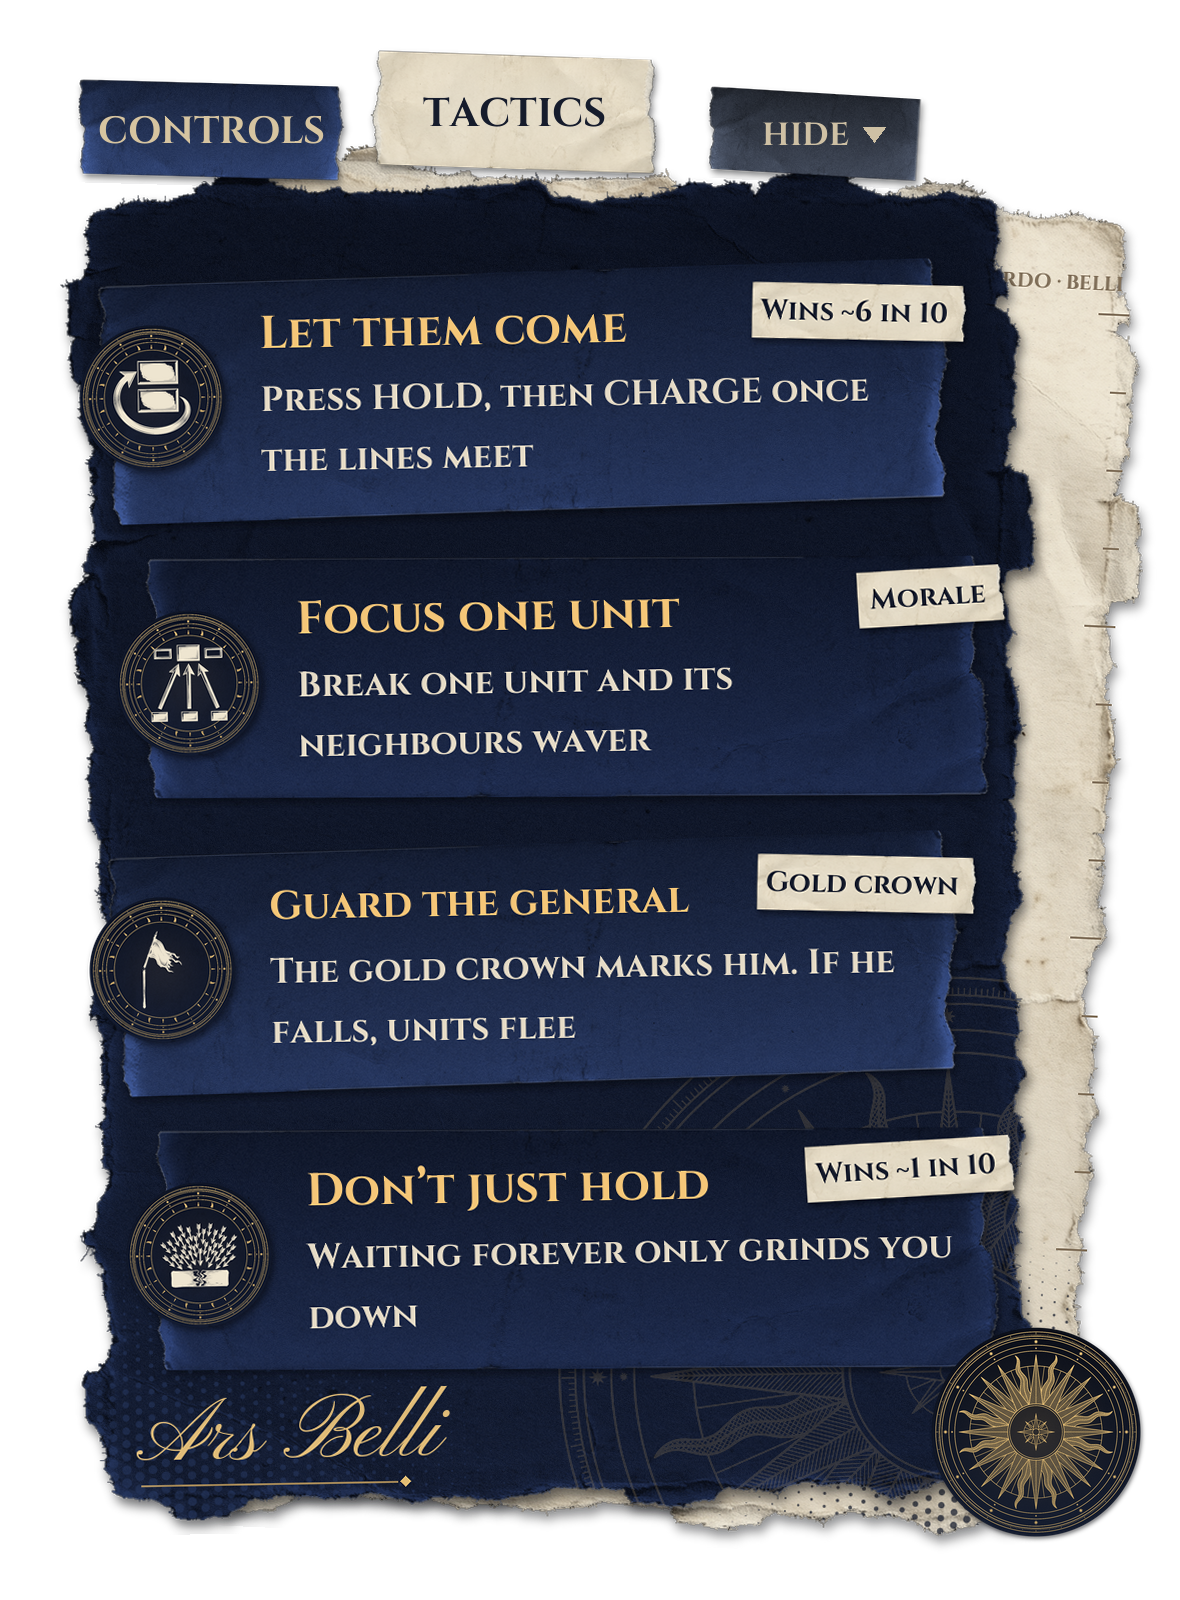 CONTROLS
TACTICS
HIDE
RDO · BELLI
LET THEM COME
WINS ~6 IN 10
PRESS HOLD, THEN CHARGE ONCE
THE LINES MEET
FOCUS ONE UNIT
MORALE
BREAK ONE UNIT AND ITS
NEIGHBOURS WAVER
GUARD THE GENERAL
GOLD CROWN
THE GOLD CROWN MARKS HIM. IF HE
FALLS, UNITS FLEE
DON'T JUST HOLD
WINS ~1 IN 10
WAITING FOREVER ONLY GRINDS YOU
DOWN
Ars Belli